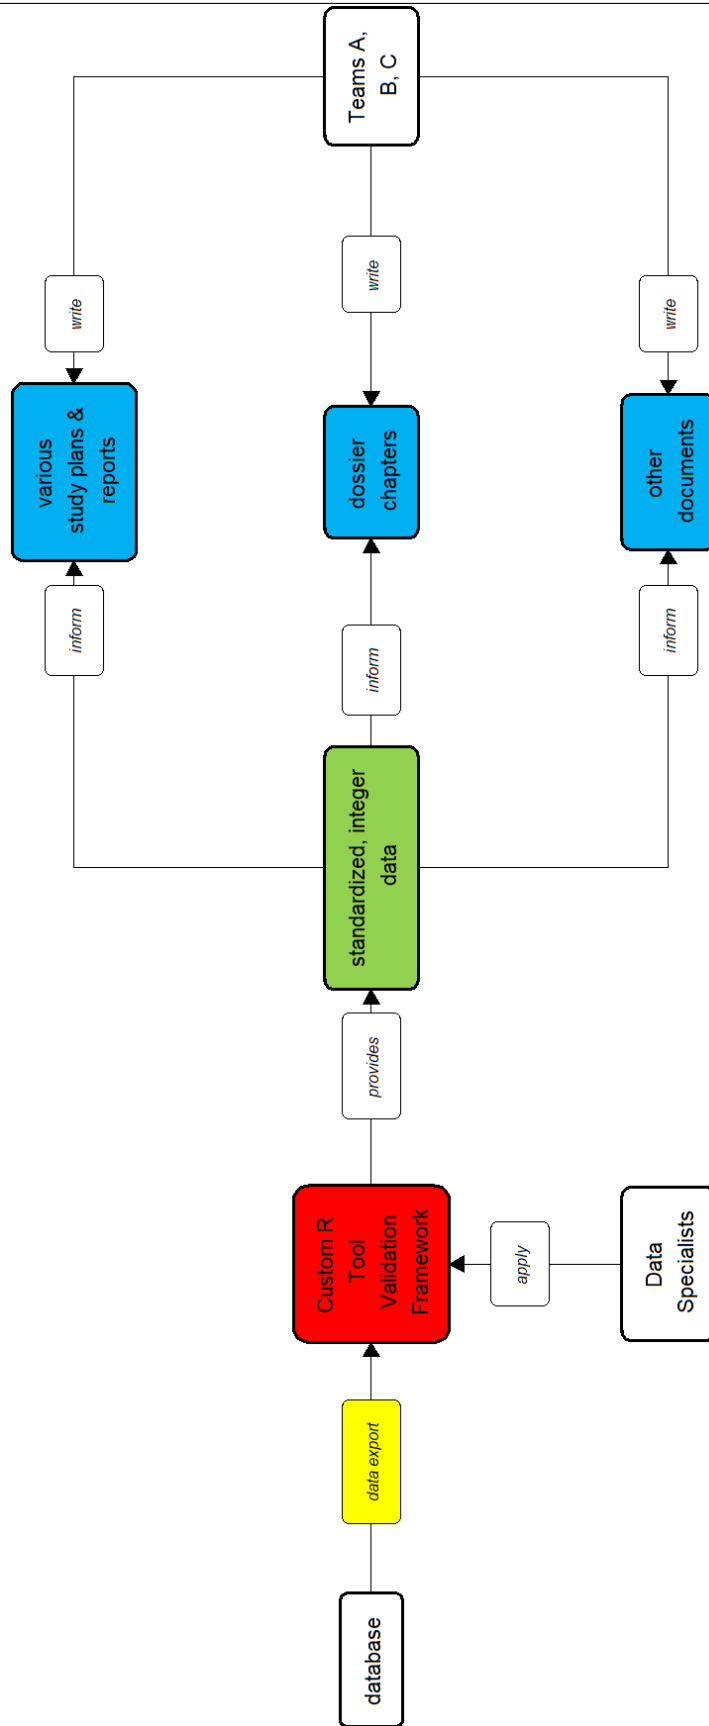 database
data export
Custom R
Tool
Validation
Framework
apply
Data
Specialists
provides
standardized, integer
data
inform
inform
inform
various
study plans &
reports
dossier
chapters
other
documents
write
write
write
Teams A,
B, C